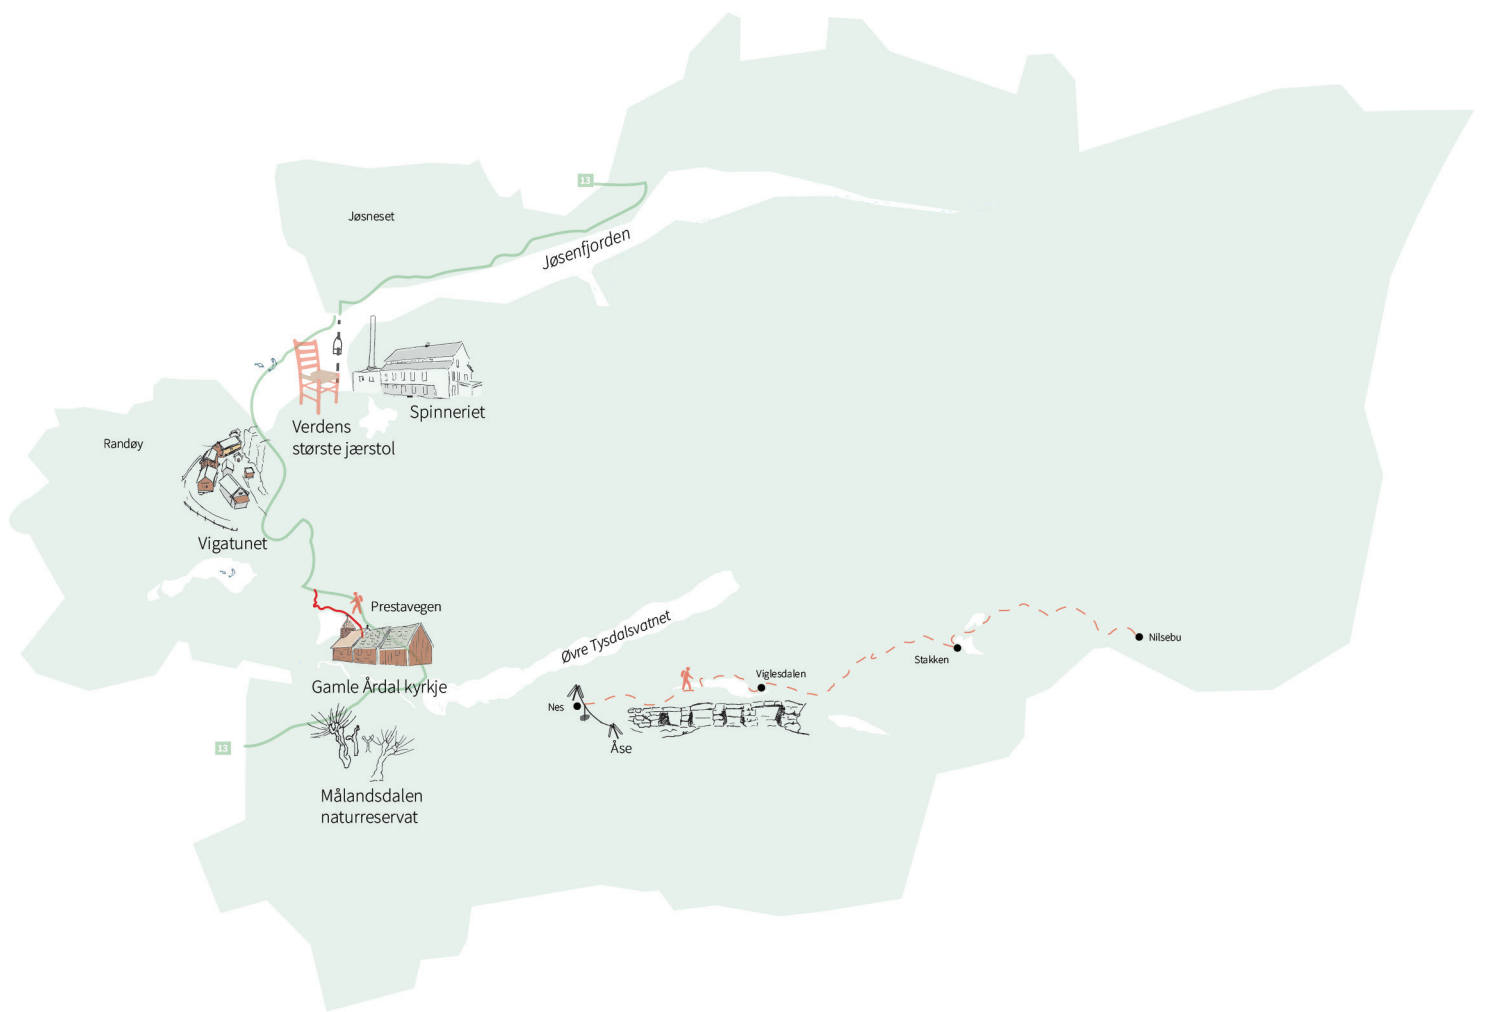 13
Jøsneset
Jøsenfjorden
Spinneriet
Verdens
største jærstol
Randøy
Vigatunet
Prestavegen
Øvre Tysdalsvatnet
Nilsebu
Stakken
Viglesdalen
Gamle Årdal kyrkje
Nes
Åse
13
Målandsdalen
naturreservat